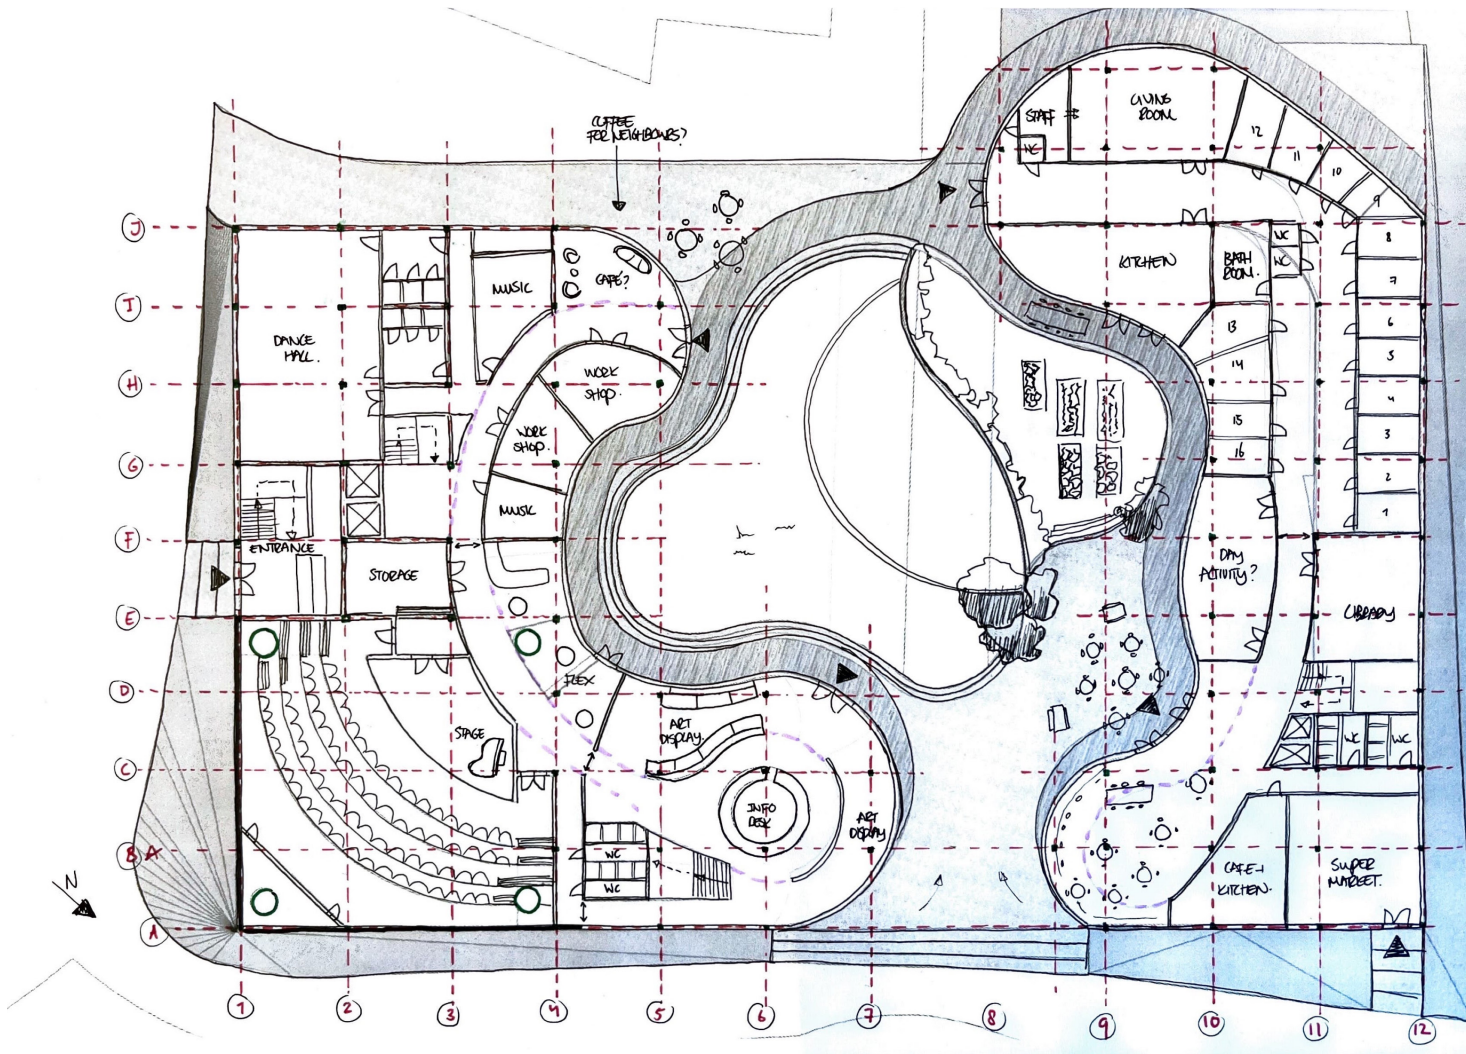 COFFEE
FOR NEIGHBOURS?
STAFF
LIVING
ROOM
WC
12
11
10
9
J
DANCE
HALL.
MUSIC
CAFÉ?
KITCHEN
BATH
ROOM.
WC
WC
8
7
6
5
4
3
2
1
I
H
WORK
SHOP.
WORK
SHOP.
13
14
15
16
G
MUSIC
F
ENTRANCE
STORAGE
DAY
ACTIVITY?
LIBRARY
E
FLEX
D
STAGE
ART
DISPLAY.
WC
WC
C
INFO
DESK
ART
DISPLAY
B
A
WC
WC
CAFE+
KITCHEN.
SUPER
MARKET.
N
A
1
2
3
4
5
6
7
8
9
10
11
12